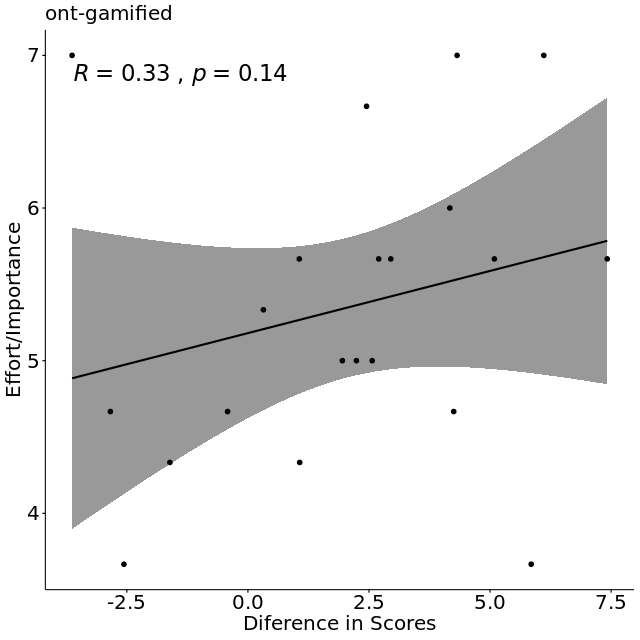 ont-gamified
7
R = 0.33 , p = 0.14
6
5
4
Effort/Importance
-2.5 0.0 2.5 5.0 7.5
Diference in Scores